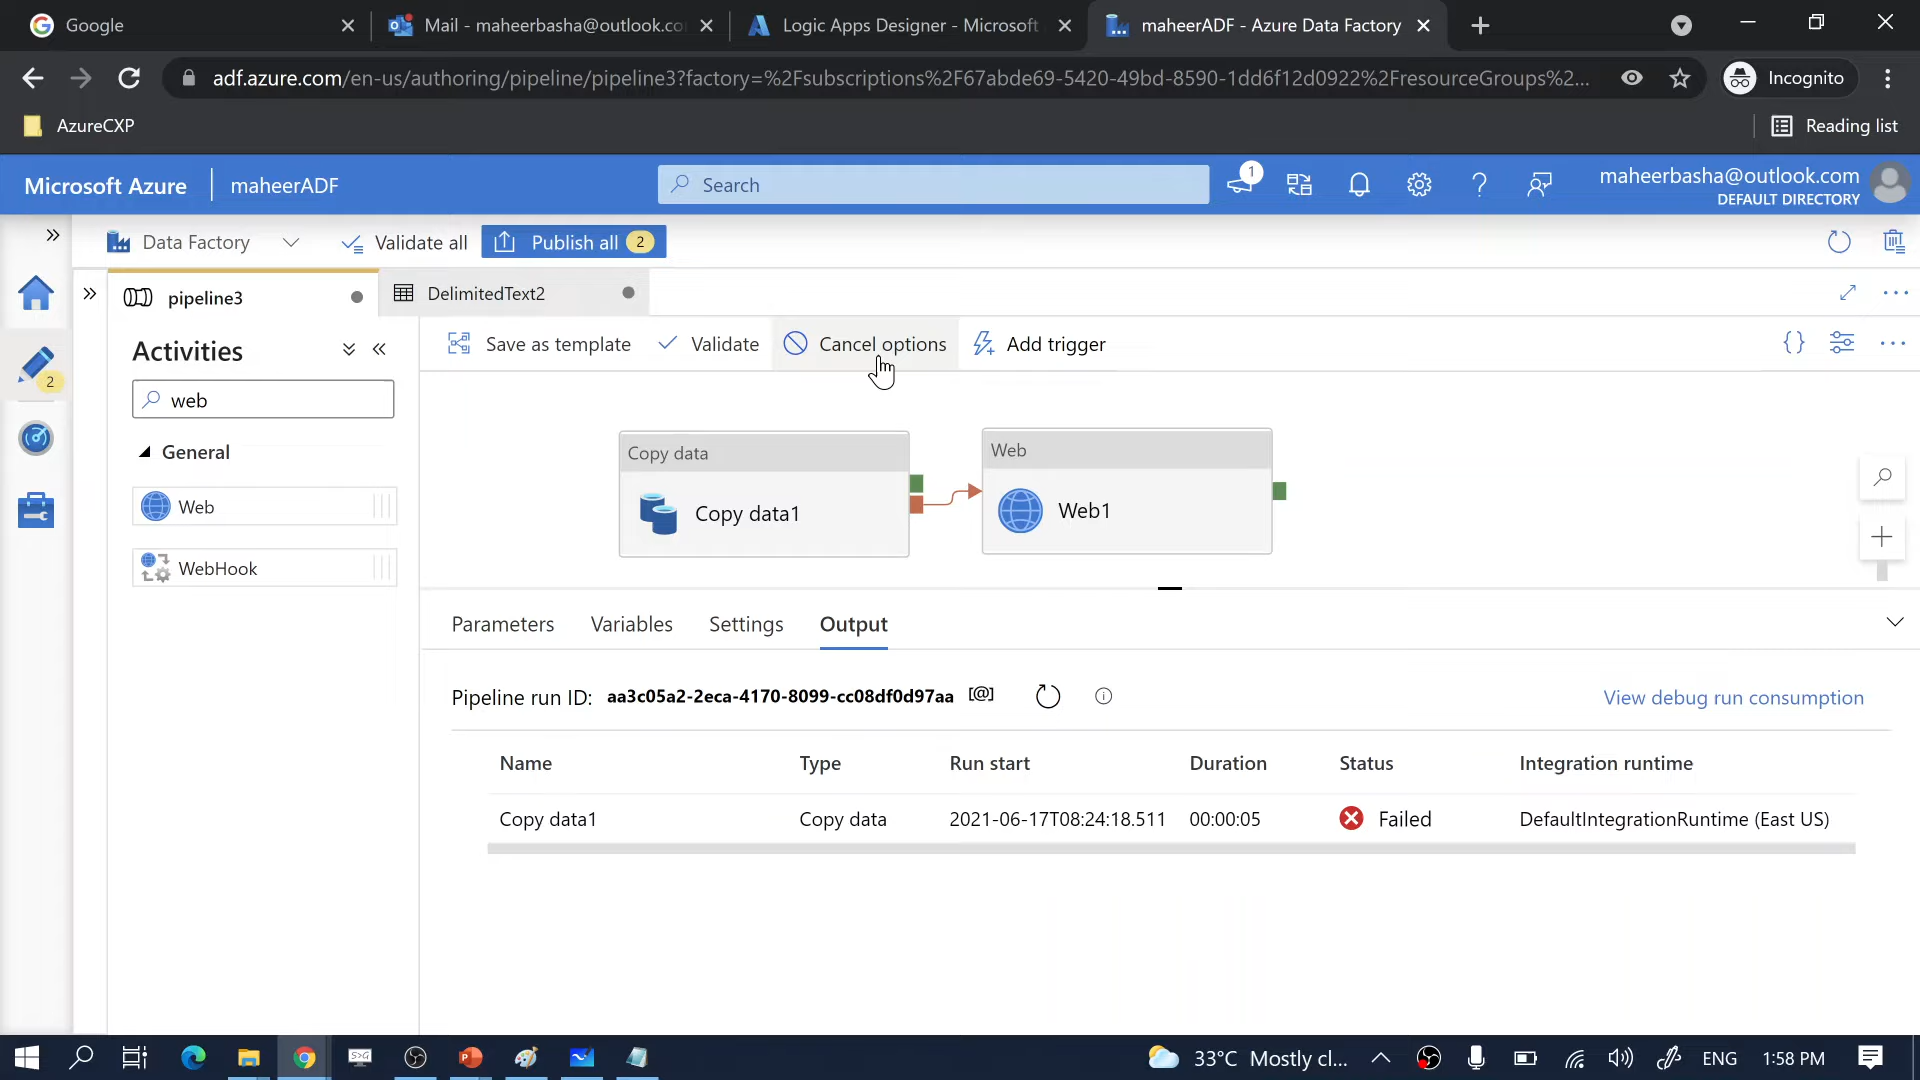 Google
Mail - maheerbasha@outlook.co
Logic Apps Designer - Microsoft
maheerADF - Azure Data Factory
adf.azure.com/en-us/authoring/pipeline/pipeline3?factory=%2Fsubscriptions%2F67abde69-5420-49bd-8590-1dd6f12d0922%2FresourceGroups%2...
Incognito
AzureCXP
Reading list
Microsoft Azure
maheerADF
Search
1
maheerbasha@outlook.com
DEFAULT DIRECTORY
Data Factory
Validate all
Publish all 2
pipeline3
DelimitedText2
Activities
Save as template
Validate
Cancel options
Add trigger
2
web
General
Web
WebHook
Copy data
Copy data1
Web
Web1
Parameters
Variables
Settings
Output
Pipeline run ID: aa3c05a2-2eca-4170-8099-cc08df0d97aa [@]
View debug run consumption
Name Type Run start Duration Status Integration runtime
Copy data1 Copy data 2021-06-17T08:24:18.511 00:00:05 Failed DefaultIntegrationRuntime (East US)
33°C Mostly cl...
ENG
1:58 PM